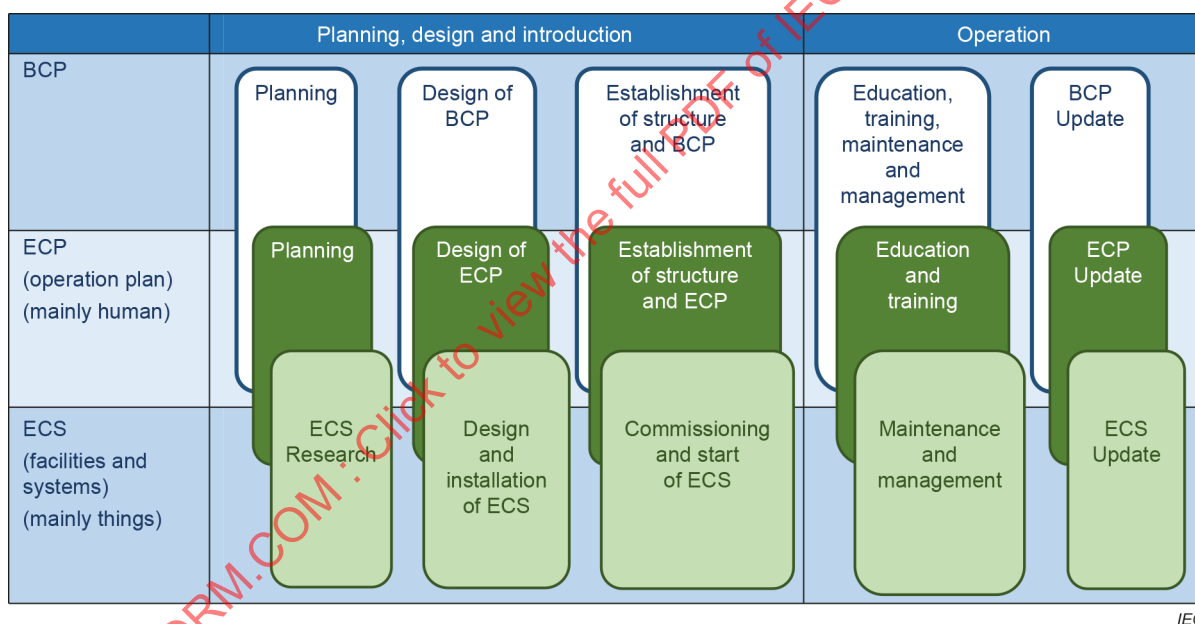 Planning, design and introduction
Operation
BCP
Planning
Design of
BCP
Establishment
of structure
and BCP
Education,
training,
maintenance
and
management
BCP
Update
ECP
(operation plan)
(mainly human)
Planning
Design of
ECP
Establishment
of structure
and ECP
Education
and
training
ECP
Update
ECS
(facilities and
systems)
(mainly things)
ECS
Research
Design
and
installation
of ECS
Commissioning
and start
of ECS
Maintenance
and
management
ECS
Update
RM.COM : Click to view the full PDF of IEC